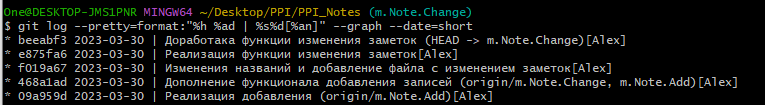 One@DESKTOP-JMS1PNR MINGW64 ~/Desktop/PPI/PPI_Notes (m.Note.Change)
$ git log --pretty=format:"%h %ad | %s%d[%an]" --graph --date=short
* beeabf3 2023-03-30 | Доработака функции изменения заметок (HEAD -> m.Note.Change)[Alex]
* e875fa6 2023-03-30 | Реализация изменения заметок[Alex]
* f019a67 2023-03-30 | Изменения названий и добавление файла с изменением заметок[Alex]
* 468a1ad 2023-03-30 | Дополнение функционала добавления записей (origin/m.Note.Change, m.Note.Add)[Alex]
* 09a959d 2023-03-30 | Реализация добавления (origin/m.Note.Add)[Alex]